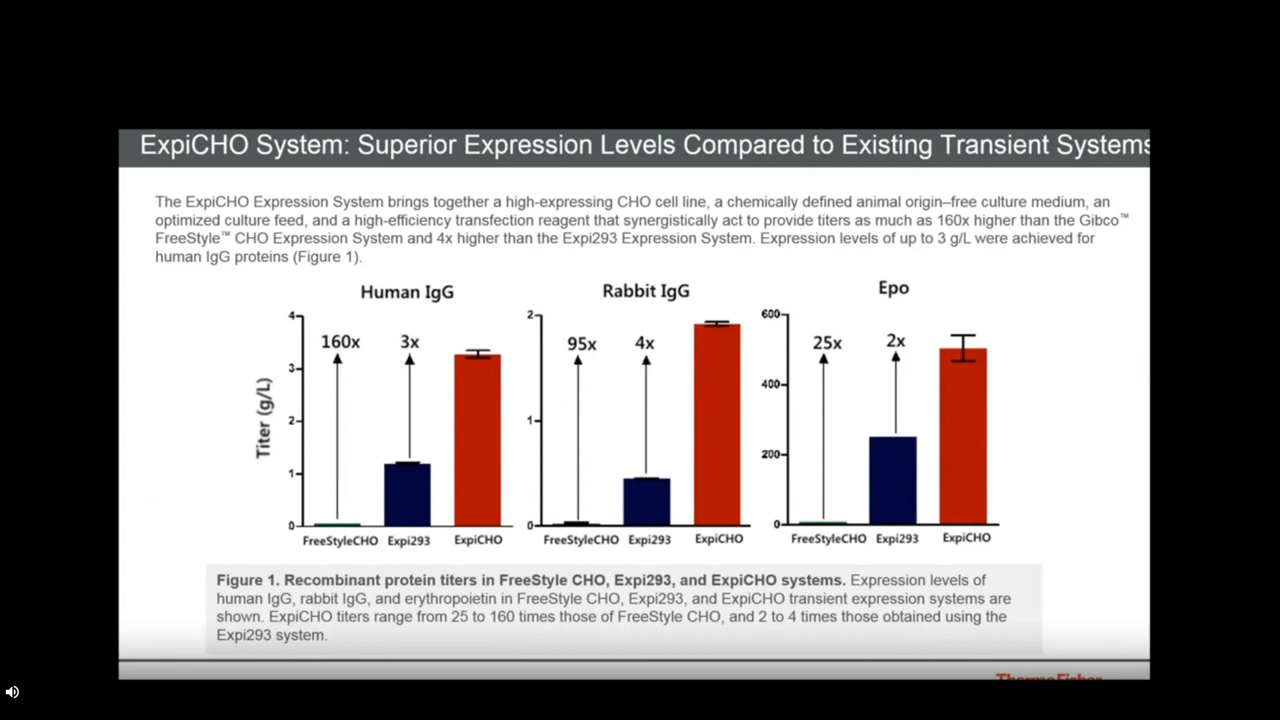 ExpiCHO System: Superior Expression Levels Compared to Existing Transient Systems
The ExpiCHO Expression System brings together a high-expressing CHO cell line, a chemically defined animal origin–free culture medium, an
optimized culture feed, and a high-efficiency transfection reagent that synergistically act to provide titers as much as 160x higher than the Gibco™
FreeStyle™ CHO Expression System and 4x higher than the Expi293 Expression System. Expression levels of up to 3 g/L were achieved for
human IgG proteins (Figure 1).
Human IgG
Titer (g/L)
4
3
2
1
0
160x
3x
FreeStyleCHO
Expi293
ExpiCHO
Rabbit IgG
2
1
0
95x
4x
FreeStyleCHO
Expi293
ExpiCHO
Epo
600
400
200
0
25x
2x
FreeStyleCHO
Expi293
ExpiCHO
Figure 1. Recombinant protein titers in FreeStyle CHO, Expi293, and ExpiCHO systems. Expression levels of
human IgG, rabbit IgG, and erythropoietin in FreeStyle CHO, Expi293, and ExpiCHO transient expression systems are
shown. ExpiCHO titers range from 25 to 160 times those of FreeStyle CHO, and 2 to 4 times those obtained using the
Expi293 system.
ThermoFisher